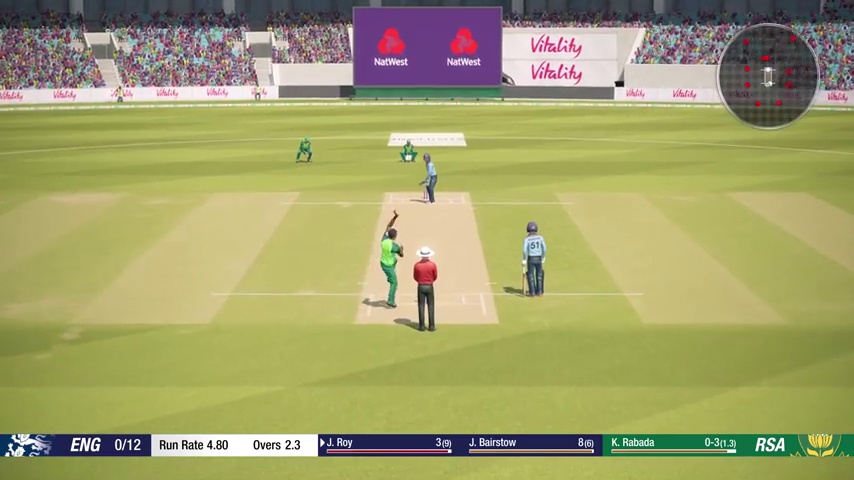 NatWest NatWest
Vitality
Vitality
Vitality Vitality Vitality Vitality Vitality Vitality Vitality Vitality
51
ENG 0/12 Run Rate 4.80 Overs 2.3 J. Roy 3(9) J. Bairstow 8(6) K. Rabada 0-3(1.3) RSA